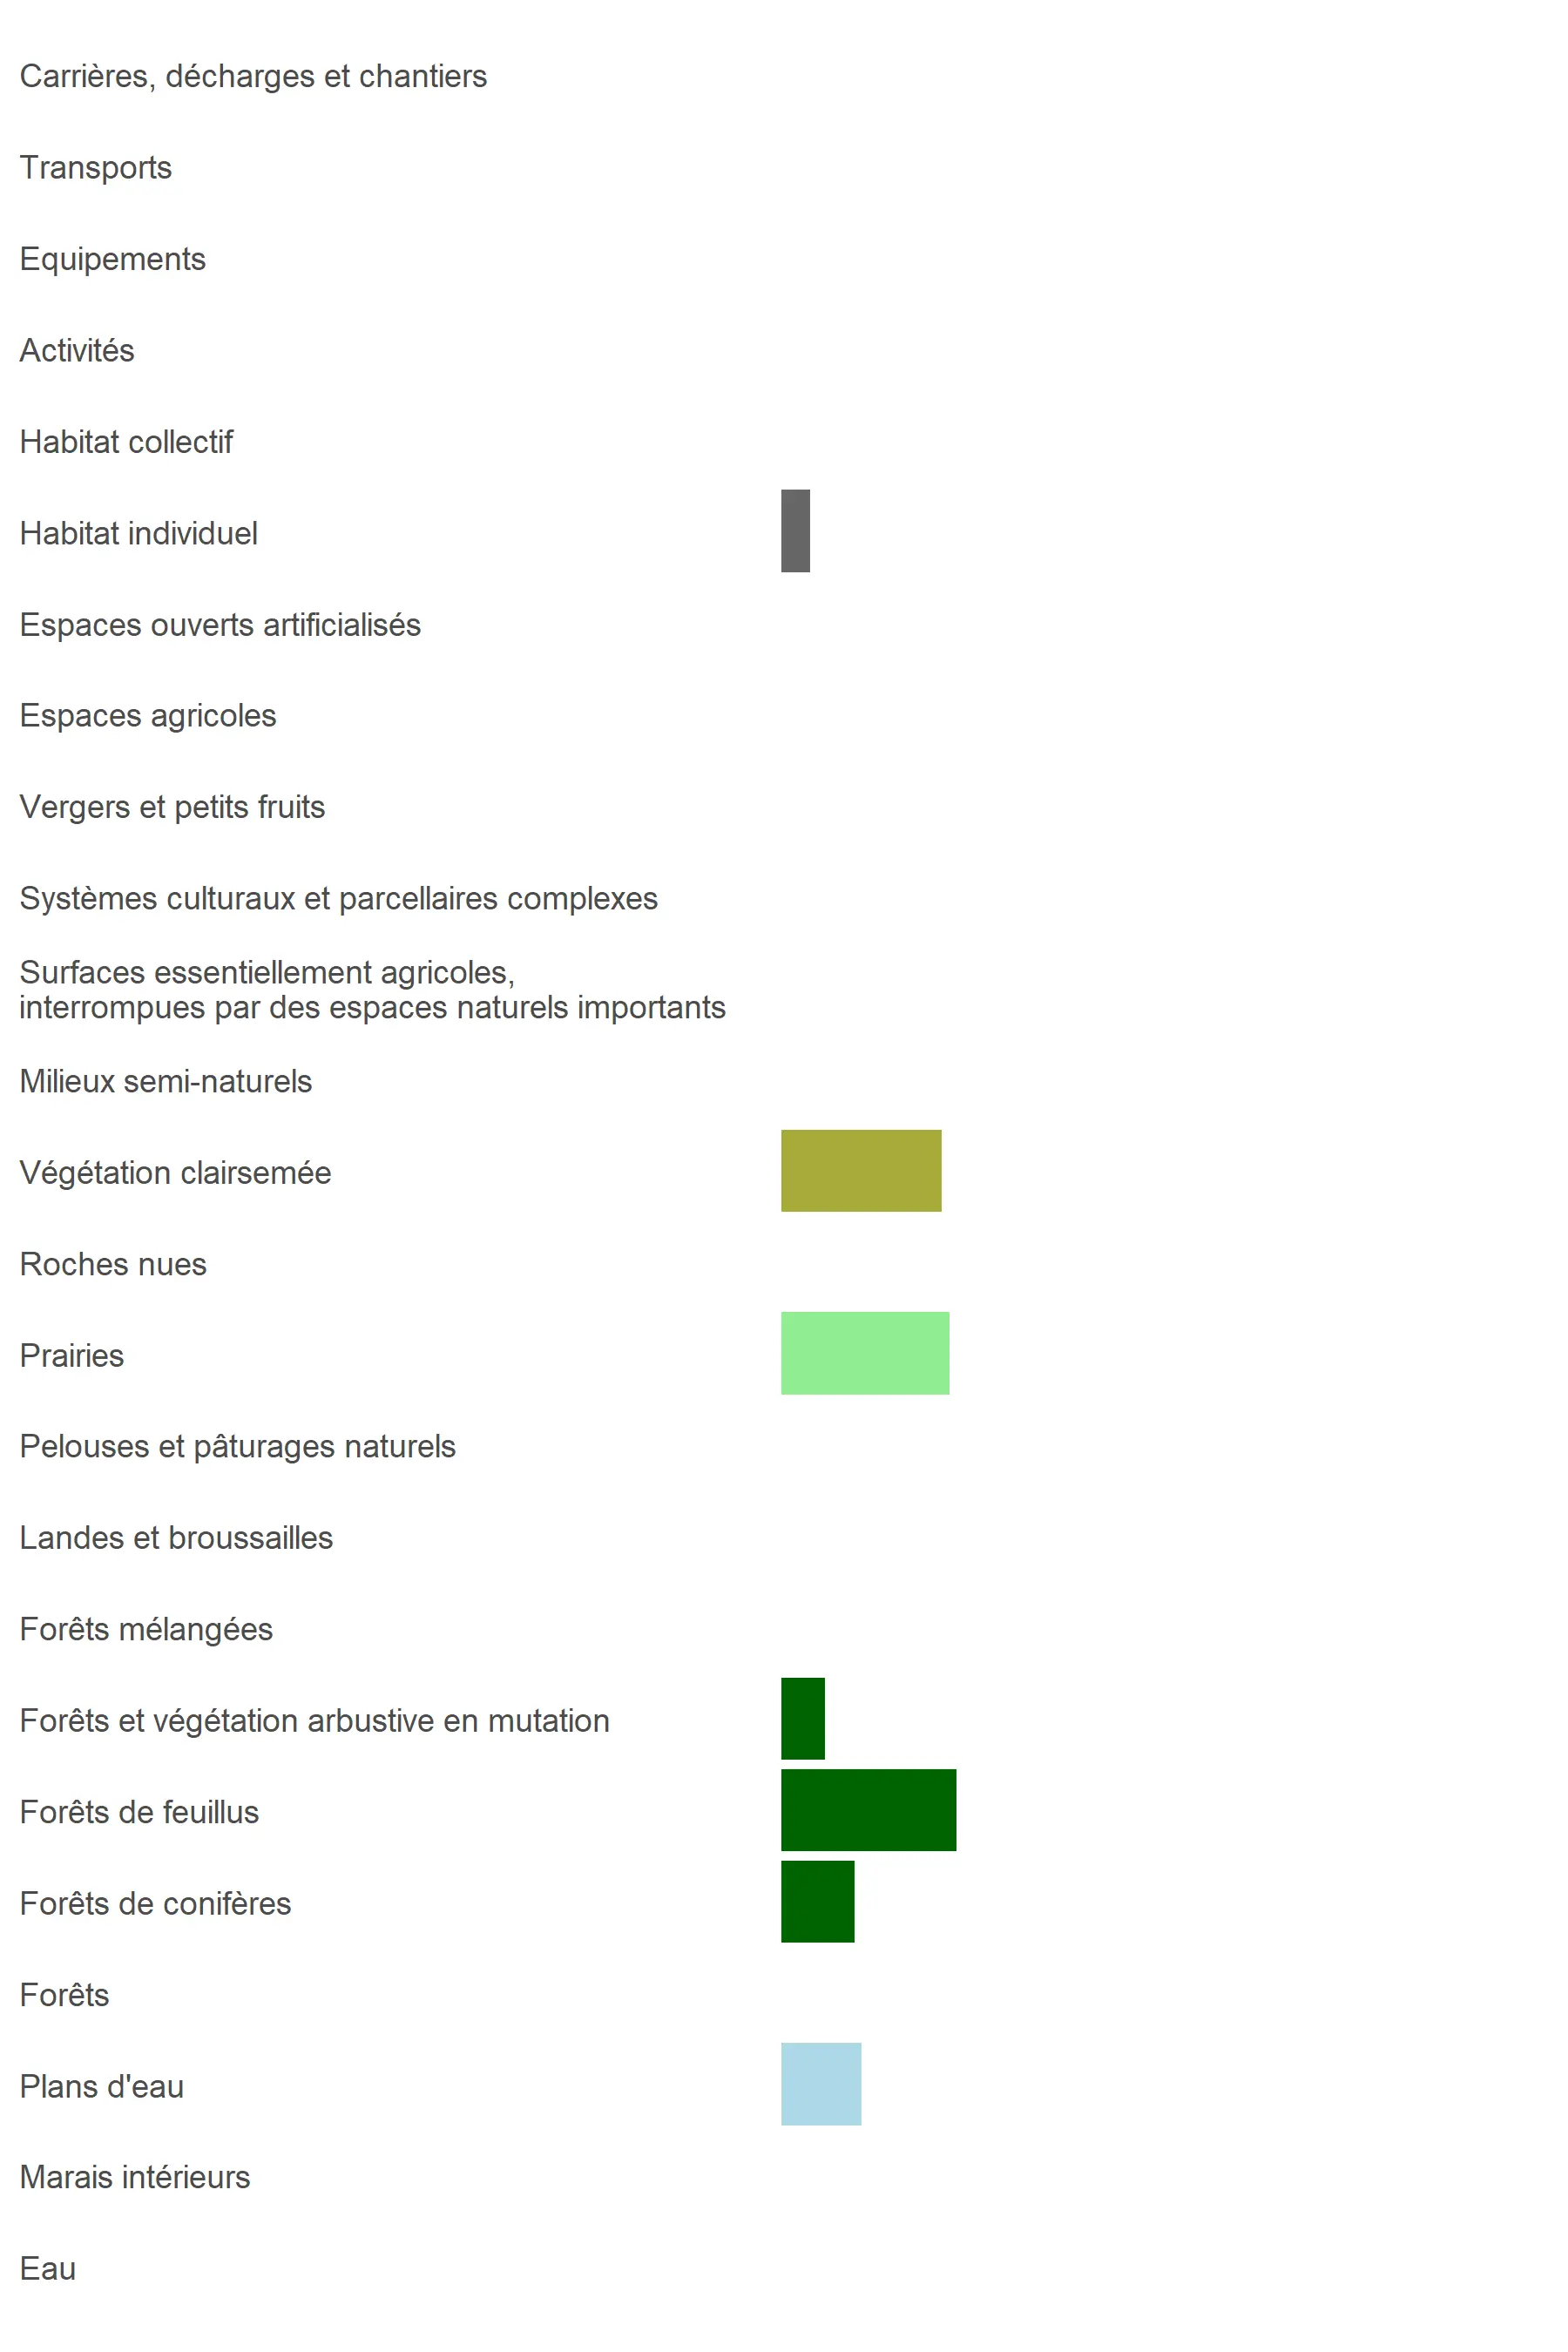 Carrières, décharges et chantiers
Transports
Equipements
Activités
Habitat collectif
Habitat individuel
Espaces ouverts artificialisés
Espaces agricoles
Vergers et petits fruits
Systèmes culturaux et parcellaires complexes
Surfaces essentiellement agricoles,
interrompues par des espaces naturels importants
Milieux semi-naturels
Végétation clairsemée
Roches nues
Prairies
Pelouses et pâturages naturels
Landes et broussailles
Forêts mélangées
Forêts et végétation arbustive en mutation
Forêts de feuillus
Forêts de conifères
Forêts
Plans d'eau
Marais intérieurs
Eau